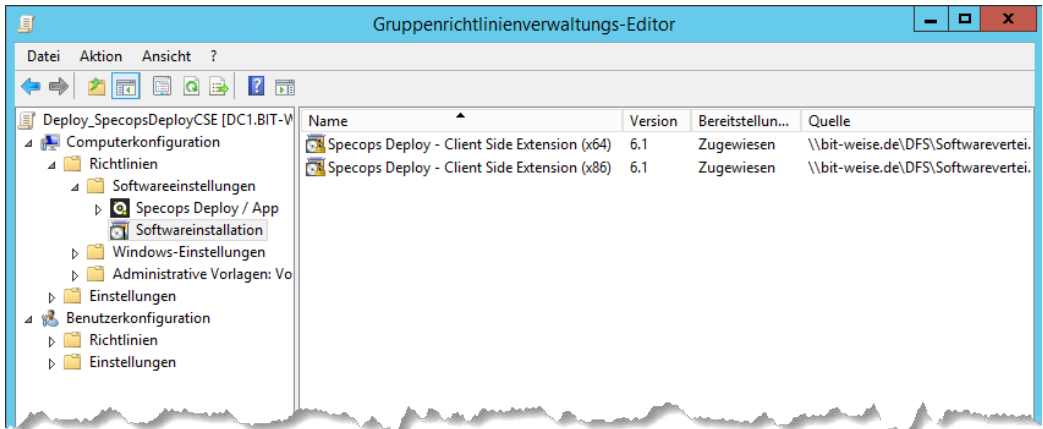 Gruppenrichtlinienverwaltungs-Editor
Datei Aktion Ansicht ?
Deploy_SpecopsDeployCSE [DC1.BIT-W
Computerkonfiguration
Richtlinien
Softwareeinstellungen
Specops Deploy / App
Softwareinstallation
Windows-Einstellungen
Administrative Vorlagen: Vo
Einstellungen
Benutzerkonfiguration
Richtlinien
Einstellungen
Name Version Bereitstellun... Quelle
Specops Deploy - Client Side Extension (x64) 6.1 Zugewiesen \\bit-weise.de\DFS\Softwarevertei.
Specops Deploy - Client Side Extension (x86) 6.1 Zugewiesen \\bit-weise.de\DFS\Softwarevertei.